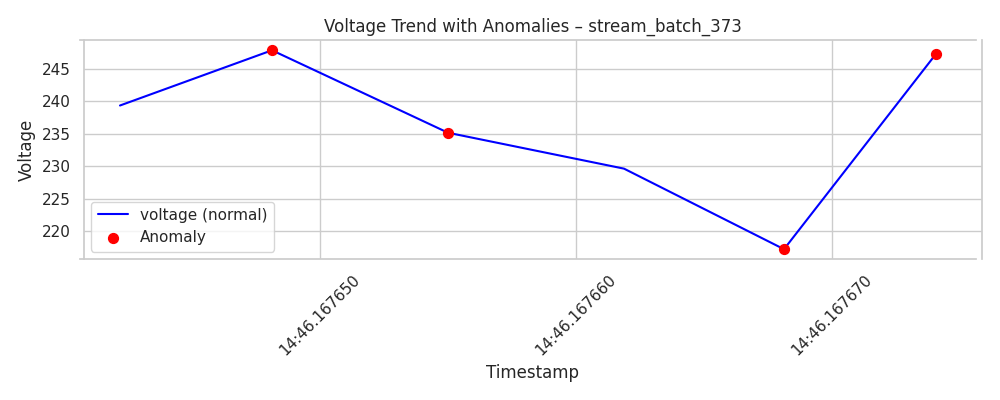 Voltage Trend with Anomalies – stream_batch_373
Voltage
245
240
235
230
225
220
voltage (normal)
Anomaly
14:46.167650
14:46.167660
14:46.167670
Timestamp